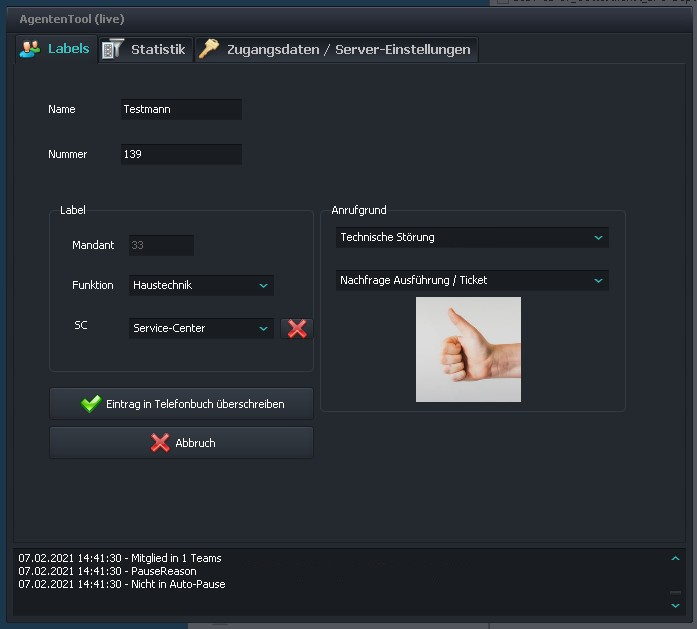 AgentenTool (live)
Labels
Statistik
Zugangsdaten / Server-Einstellungen
Name
Testmann
Nummer
139
Label
Mandant
33
Funktion
Haustechnik
SC
Service-Center
Anrufgrund
Technische Störung
Nachfrage Ausführung / Ticket
Eintrag in Telefonbuch überschreiben
Abbruch
07.02.2021 14:41:30 - Mitglied in 1 Teams
07.02.2021 14:41:30 - PauseReason
07.02.2021 14:41:30 - Nicht in Auto-Pause